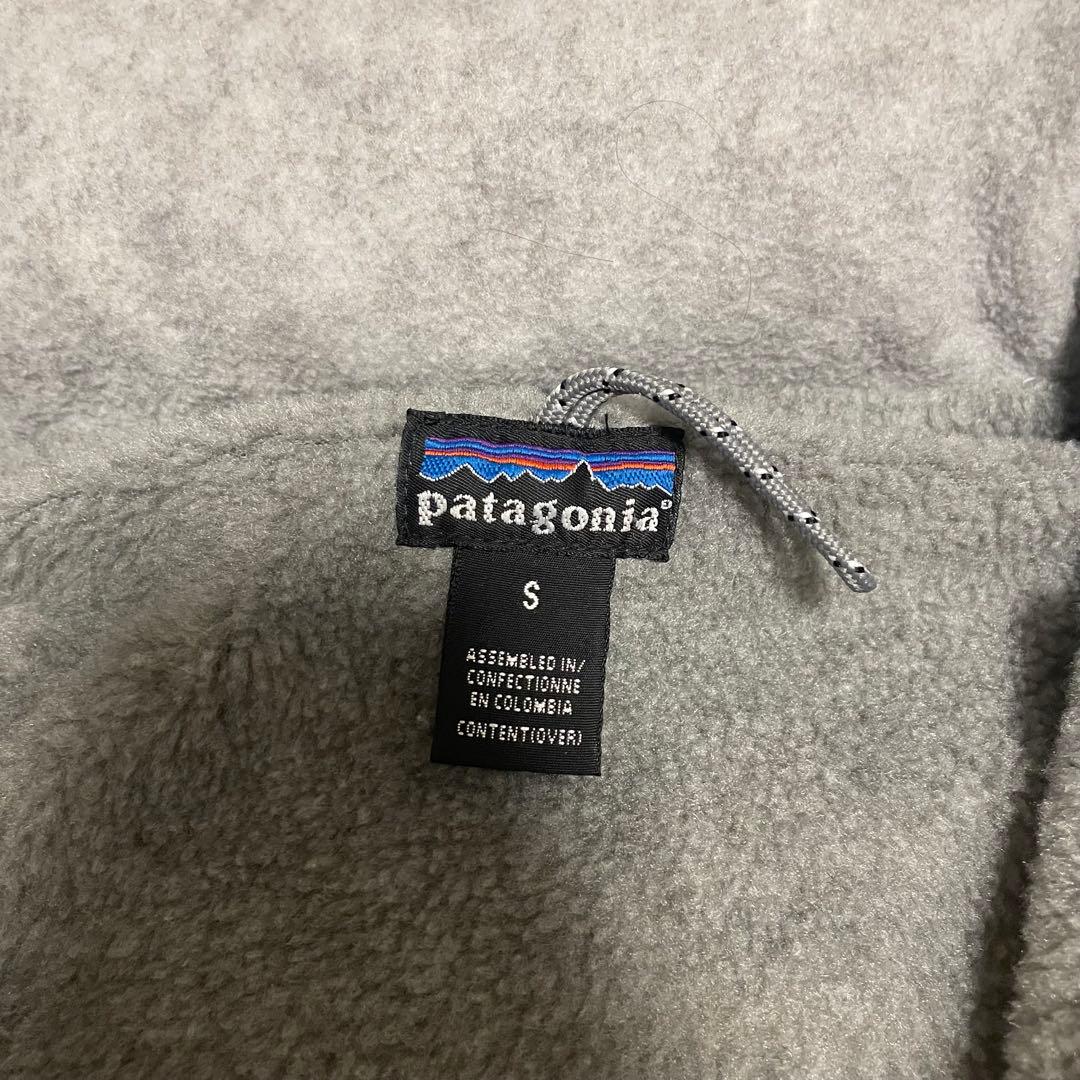 patagonia®
S
ASSEMBLED IN/
CONFECTIONNE
EN COLOMBIA
CONTENT(OVER)